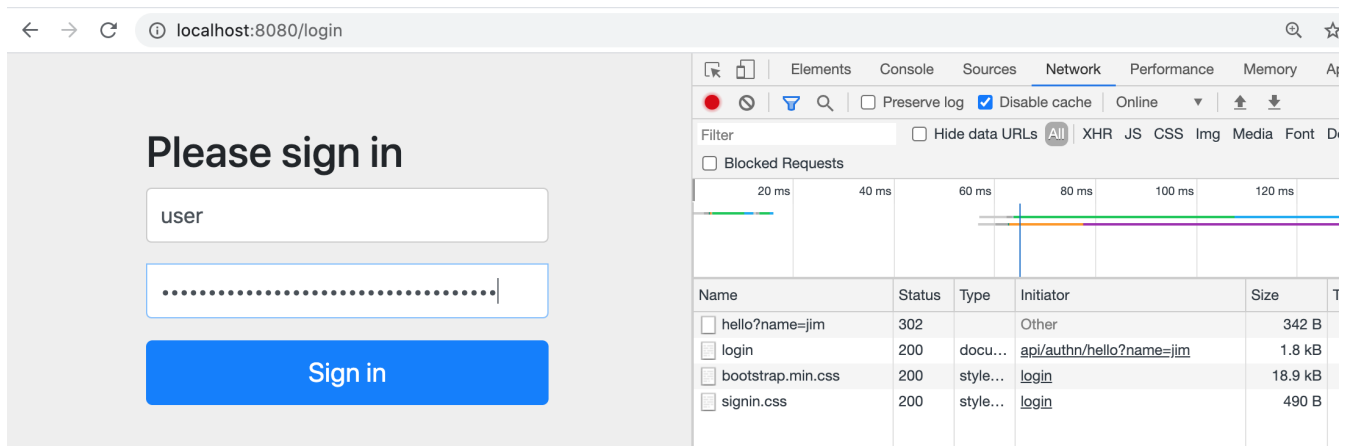 localhost:8080/login
Elements Console Sources Network Performance Memory
Preserve log Disable cache Online
Filter Hide data URLs All XHR JS CSS Img Media Font
Blocked Requests
20 ms 40 ms 60 ms 80 ms 100 ms 120 ms
Please sign in
user
••••••••••••••••••••••••••••••••••••
Sign in
Name Status Type Initiator Size
hello?name=jim 302 Other 342 B
login 200 docu… api/authn/hello?name=jim 1.8 kB
bootstrap.min.css 200 style… login 18.9 kB
signin.css 200 style… login 490 B